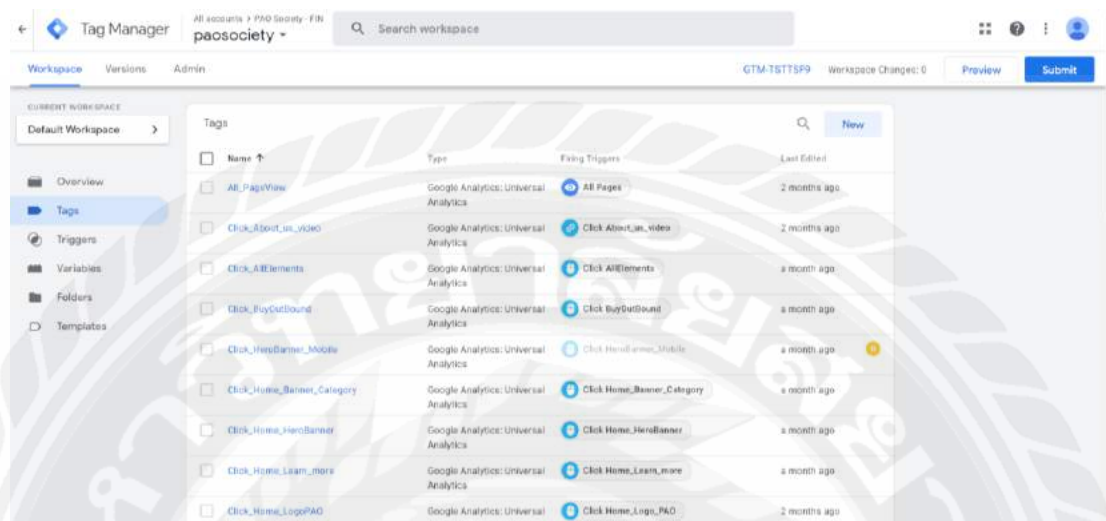 Tag Manager
All accounts > PAO Society - FIN
paosociety
Search workspace
Workspace Versions Admin
GTM-TSTTSF9 Workspace Changes: 0 Preview Submit
CURRENT WORKSPACE
Default Workspace >
Overview
Tags
Triggers
Variables
Folders
Templates
Tags New
Name ↑ Type Firing Triggers Last Edited
All_PageView Google Analytics: Universal Analytics All Pages 2 months ago
Click_About_us_video Google Analytics: Universal Analytics Click About_us_video 2 months ago
Click_AllElements Google Analytics: Universal Analytics Click AllElements a month ago
Click_BuyOutBound Google Analytics: Universal Analytics Click BuyOutBound a month ago
Click_HeroBanner_Mobile Google Analytics: Universal Analytics Click HeroBanner_Mobile a month ago
Click_Home_Banner_Category Google Analytics: Universal Analytics Click Home_Banner_Category a month ago
Click_Home_HeroBanner Google Analytics: Universal Analytics Click Home_HeroBanner a month ago
Click_Home_Learn_more Google Analytics: Universal Analytics Click Home_Learn_more a month ago
Click_Home_LogoPAO Google Analytics: Universal Click Home_Logo_PAO 2 months ago